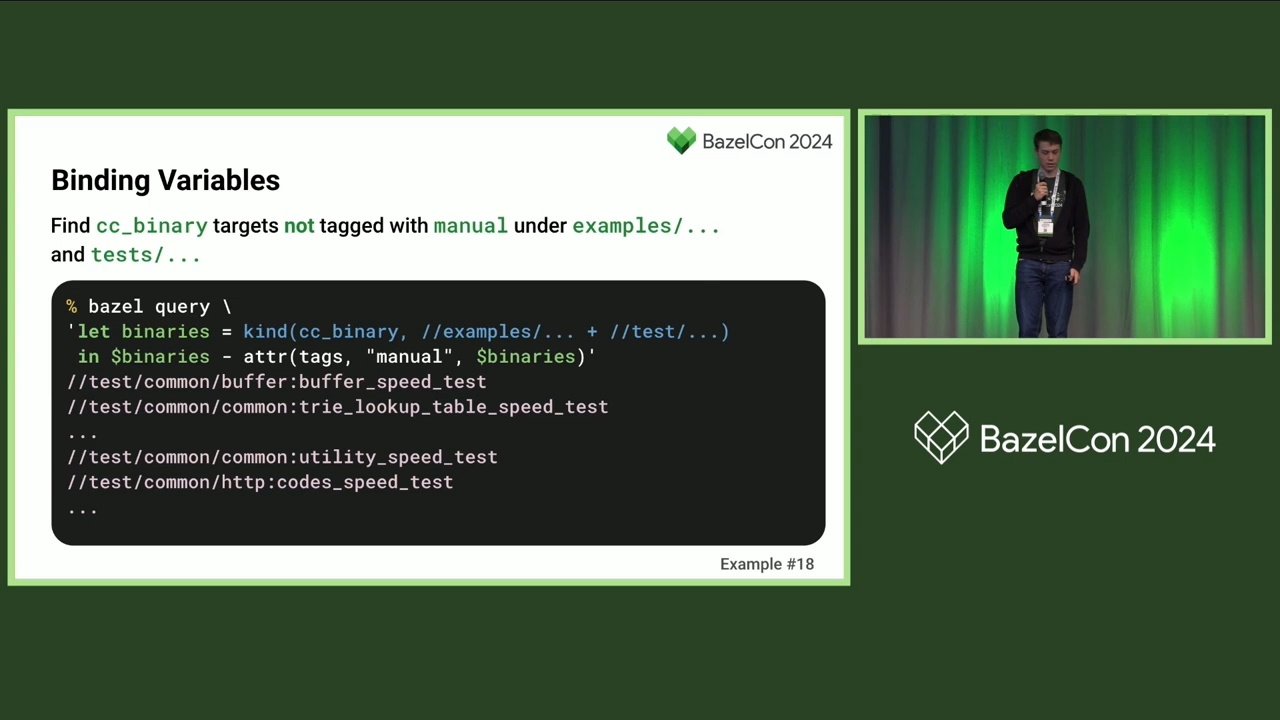 BazelCon 2024
Binding Variables
Find cc_binary targets not tagged with manual under examples/...
and tests/...
% bazel query \
'let binaries = kind(cc_binary, //examples/... + //test/...)
in $binaries - attr(tags, "manual", $binaries)'
//test/common/buffer:buffer_speed_test
//test/common/common:trie_lookup_table_speed_test
...
//test/common/common:utility_speed_test
//test/common/http:codes_speed_test
...
Example #18
BazelCon 2024